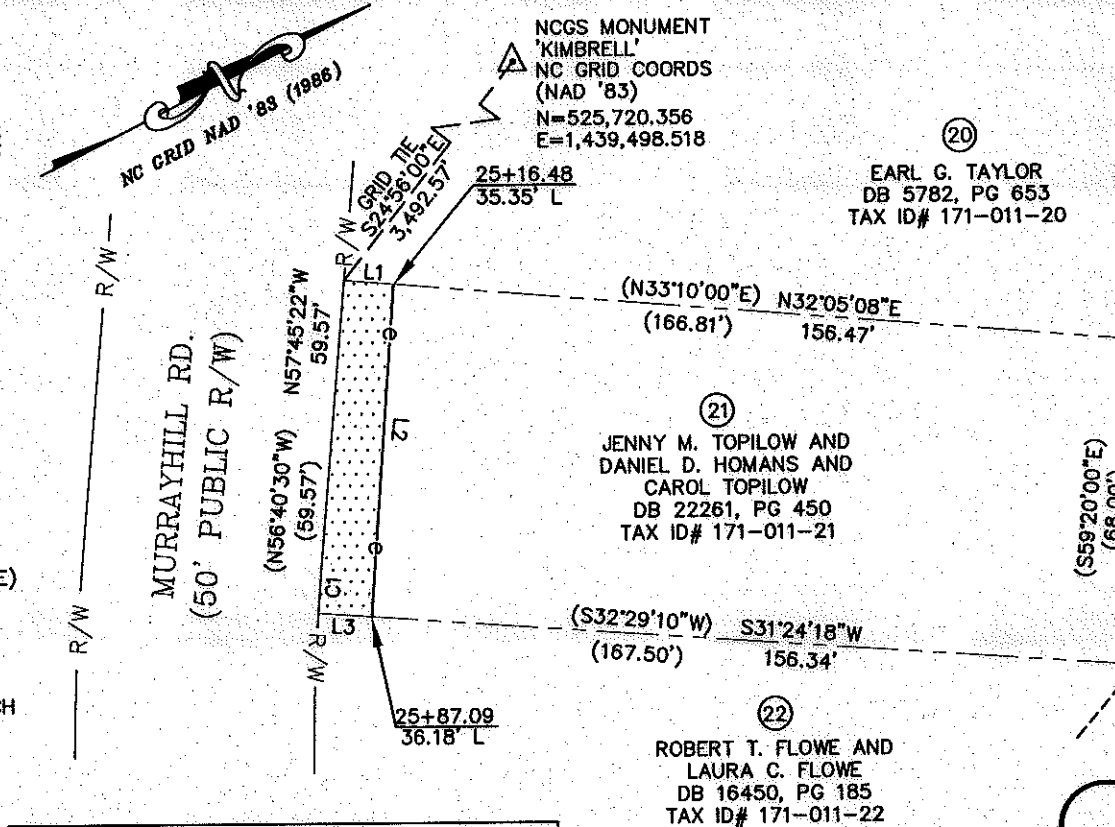 NC GRID NAD '83 (1986)
NCGS MONUMENT
'KIMBRELL'
NC GRID COORDS
(NAD '83)
N=525,720.356
E=1,439,498.518
GRID TIE
S24°56'00"E
3,492.57'
25+16.48
35.35' L
20
EARL G. TAYLOR
DB 5782, PG 653
TAX ID# 171-011-20
R/W
R/W
R/W
R/W
MURRAYHILL RD.
(50' PUBLIC R/W)
N57°45'22"W
59.57'
(N56°40'30"W)
(59.57')
L1
L2
L3
C1
e
e
(N33°10'00"E) N32°05'08"E
(166.81') 156.47'
21
JENNY M. TOPILOW AND
DANIEL D. HOMANS AND
CAROL TOPILOW
DB 22261, PG 450
TAX ID# 171-011-21
(S59°20'00"E)
(68.00')
(S32°29'10"W) S31°24'18"W
(167.50') 156.34'
25+87.09
36.18' L
22
ROBERT T. FLOWE AND
LAURA C. FLOWE
DB 16450, PG 185
TAX ID# 171-011-22
E)
CH